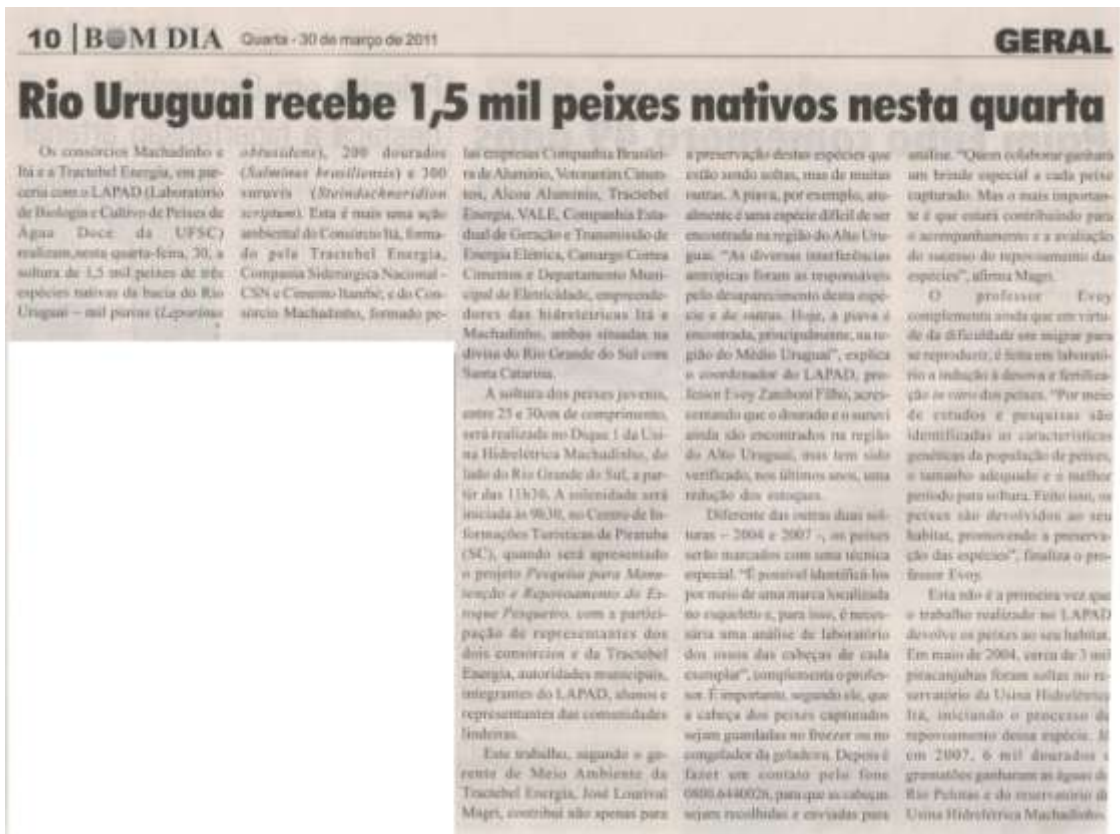 10 | BOM DIA Quarta - 30 de março de 2011
GERAL
Rio Uruguai recebe 1,5 mil peixes nativos nesta quarta
Os consórcios Machadinho e
Itá e a Tractebel Energia, em par-
ceria com o LAPAD (Laboratório
de Biologia e Cultivo de Peixes de
Água Doce da UFSC)
realizam,nesta quarta-feira, 30, a
soltura de 1,5 mil peixes de três
espécies nativas da bacia do Rio
Uruguai – mil piavas (Leporinus
obtusidens), 200 dourados
(Salminus brasiliensis) e 300
suruvis (Steindachneridion
scriptum). Esta é mais uma ação
ambiental do Consórcio Itá, forma-
do pela Tractebel Energia,
Compania Siderúrgica Nacional -
CSN e Cimento Itambé, e do Con-
sórcio Machadinho, formado pe-
las empresas Companhia Brasilei-
ra de Alumínio, Votorantim Cimen-
tos, Alcoa Alumínio, Tractebel
Energia, VALE, Companhia Esta-
dual de Geração e Transmissão de
Energia Elétrica, Camargo Correa
Cimentos e Departamento Muni-
cipal de Eletricidade, empreende-
dores das hidrelétricas Itá e
Machadinho, ambas situadas na
divisa do Rio Grande do Sul com
Santa Catarina.
A soltura dos peixes juvenis,
entre 25 e 30cm de comprimento,
será realizada no Dique 1 da Usi-
na Hidrelétrica Machadinho, do
lado do Rio Grande do Sul, a par-
tir das 11h30. A solenidade será
iniciada às 9h30, no Centro de In-
formações Turísticas de Piratuba
(SC), quando será apresentado
o projeto Pesquisa para Manu-
tenção e Repovoamento do Es-
toque Pesqueiro, com a partici-
pação de representantes dos
dois consórcios e da Tractebel
Energia, autoridades municipais,
integrantes do LAPAD, alunos e
representantes das comunidades
lindeiras.
Este trabalho, segundo o ge-
rente de Meio Ambiente da
Tractebel Energia, José Lourival
Magri, contribui não apenas para
a preservação destas espécies que
estão sendo soltas, mas de muitas
outras. A piava, por exemplo, atu-
almente é uma espécie difícil de ser
encontrada na região do Alto Uru-
guai. “As diversas interferências
antrópicas foram as responsáveis
pelo desaparecimento desta espé-
cie e de outras. Hoje, a piava é
encontrada, principalmente, na re-
gião do Médio Uruguai”, explica
o coordenador do LAPAD, pro-
fessor Evoy Zaniboni Filho, acres-
centando que o dourado e o suruvi
ainda são encontrados na região
do Alto Uruguai, mas tem sido
verificado, nos últimos anos, uma
redução dos estoques.
Diferente das outras duas sol-
turas – 2004 e 2007 -, os peixes
serão marcados com uma técnica
especial. “É possível identificá-los
por meio de uma marca localizada
no esqueleto e, para isso, é neces-
sária uma análise de laboratório
dos ossos das cabeças de cada
exemplar”, complementa o profes-
sor. É importante, segundo ele, que
a cabeça dos peixes capturados
sejam guardadas no freezer ou no
congelador da geladeira. Depois é
fazer um contato pelo fone
0800.6440026, para que as cabeças
sejam recolhidas e enviadas para
análise. “Quem colaborar ganhará
um brinde especial a cada peixe
capturado. Mas o mais importan-
te é que estará contribuindo para
o acompanhamento e a avaliação
do sucesso do repovoamento das
espécies”, afirma Magri.
O professor Evoy
complementa ainda que em virtu-
de da dificuldade em migrar para
se reproduzir, é feita em laborató-
rio a indução à desova e fertiliza-
ção in vitro dos peixes. “Por meio
de estudos e pesquisas são
identificadas as características
genéticas da população de peixes,
o tamanho adequado e o melhor
período para soltura. Feito isso, os
peixes são devolvidos ao seu
habitat, promovendo a preserva-
ção das espécies”, finaliza o pro-
fessor Evoy.
Esta não é a primeira vez que
o trabalho realizado no LAPAD
devolve os peixes ao seu habitat.
Em maio de 2004, cerca de 3 mil
piracanjubas foram soltas no re-
servatório da Usina Hidrelétrica
Itá, iniciando o processo de
repovoamento dessa espécie. Já
em 2007, 6 mil dourados e
grumatões ganharam as águas do
Rio Pelotas e do reservatório da
Usina Hidrelétrica Machadinho.